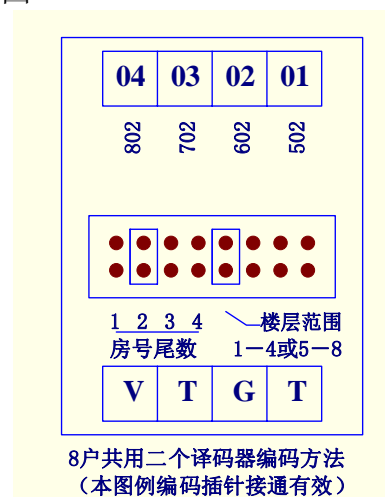 04 03 02 01
802 702 602 502
1 2 3 4 楼层范围
房号尾数 1－4或5－8
V T G T
8户共用二个译码器编码方法
（本图例编码插针接通有效）